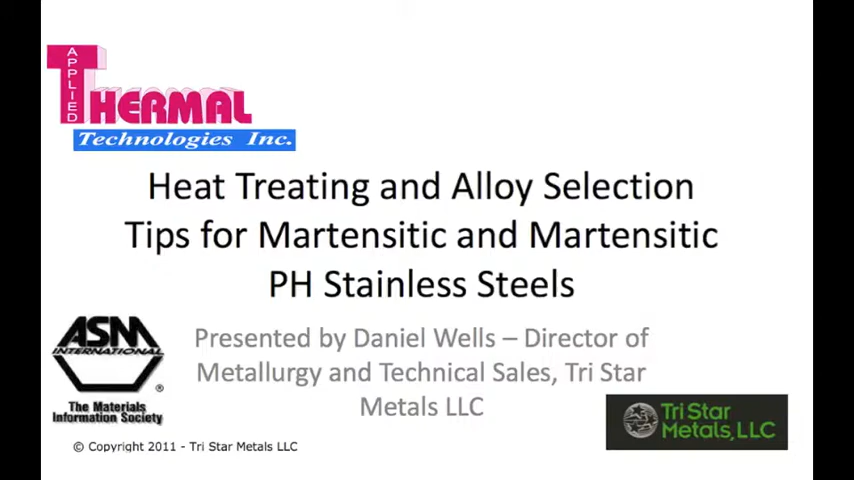 APPLIED
THERMAL
Technologies Inc.
Heat Treating and Alloy Selection
Tips for Martensitic and Martensitic
PH Stainless Steels
ASM
INTERNATIONAL
®
The Materials
Information Society
Presented by Daniel Wells – Director of
Metallurgy and Technical Sales, Tri Star
Metals LLC
Tri Star
Metals, LLC
© Copyright 2011 - Tri Star Metals LLC